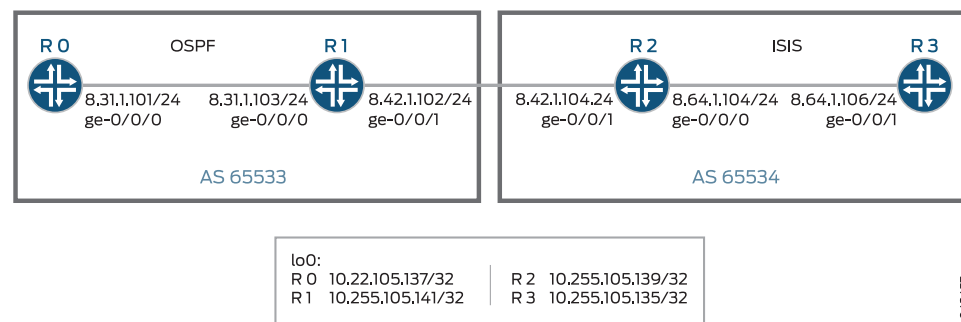 R 0 OSPF R 1
8.31.1.101/24 8.31.1.103/24 8.42.1.102/24
ge-0/0/0 ge-0/0/0 ge-0/0/1
AS 65533
R 2 ISIS R 3
8.42.1.104.24 8.64.1.104/24 8.64.1.106/24
ge-0/0/1 ge-0/0/0 ge-0/0/1
AS 65534
lo0:
R 0 10.22.105.137/32 R 2 10.255.105.139/32
R 1 10.255.105.141/32 R 3 10.255.105.135/32